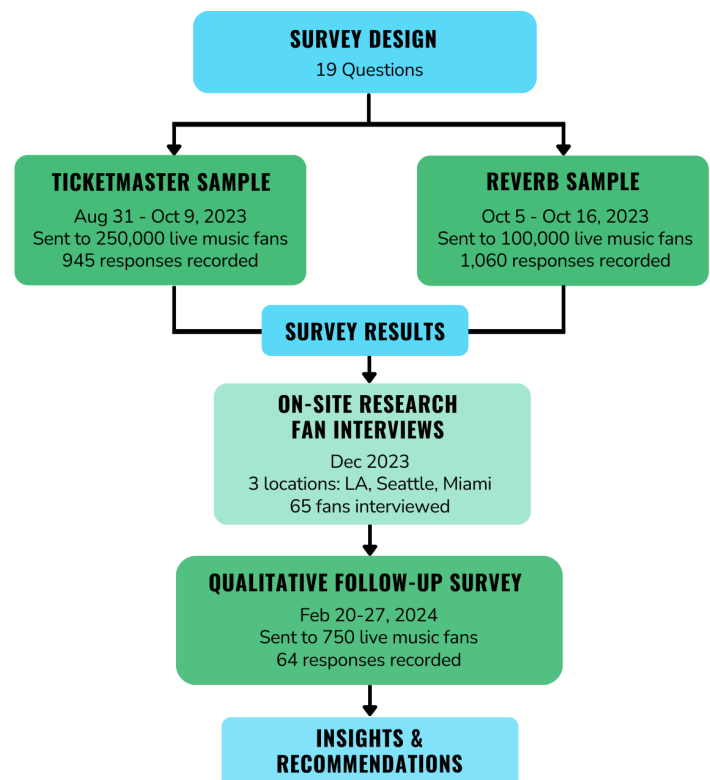 SURVEY DESIGN
19 Questions
TICKETMASTER SAMPLE
Aug 31 - Oct 9, 2023
Sent to 250,000 live music fans
945 responses recorded
REVERB SAMPLE
Oct 5 - Oct 16, 2023
Sent to 100,000 live music fans
1,060 responses recorded
SURVEY RESULTS
ON-SITE RESEARCH
FAN INTERVIEWS
Dec 2023
3 locations: LA, Seattle, Miami
65 fans interviewed
QUALITATIVE FOLLOW-UP SURVEY
Feb 20-27, 2024
Sent to 750 live music fans
64 responses recorded
INSIGHTS &
RECOMMENDATIONS